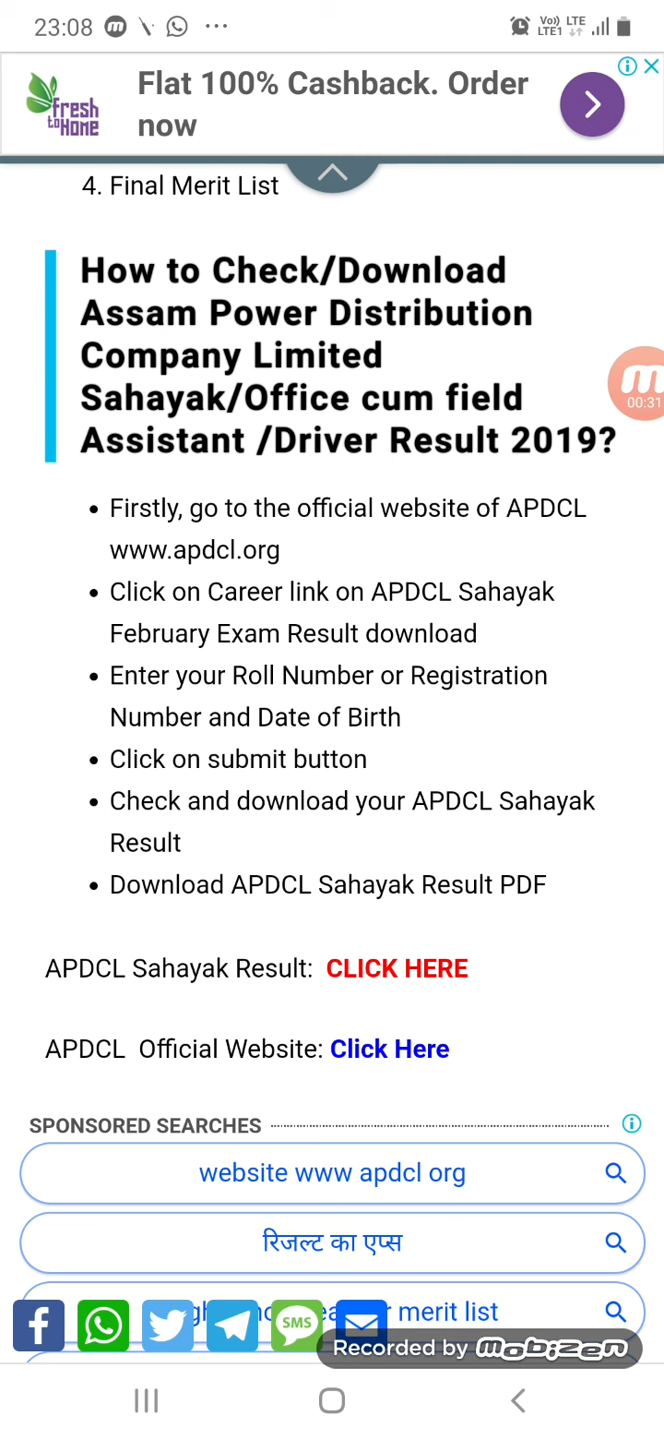 23:08
Vo)) LTE
LTE1
fresh
to HOME
Flat 100% Cashback. Order
now
4. Final Merit List
How to Check/Download
Assam Power Distribution
Company Limited
Sahayak/Office cum field
Assistant /Driver Result 2019?
00:31
• Firstly, go to the official website of APDCL
www.apdcl.org
• Click on Career link on APDCL Sahayak
February Exam Result download
• Enter your Roll Number or Registration
Number and Date of Birth
• Click on submit button
• Check and download your APDCL Sahayak
Result
• Download APDCL Sahayak Result PDF
APDCL Sahayak Result: CLICK HERE
APDCL Official Website: Click Here
SPONSORED SEARCHES
website www apdcl org
रिजल्ट का एप्स
merit list
SMS
Recorded by mobizen